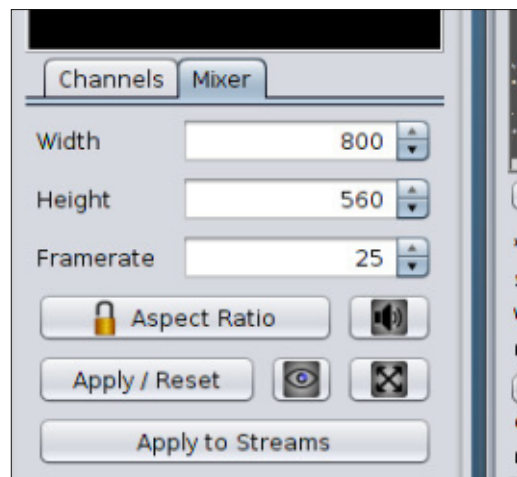 Channels Mixer
Width 800
Height 560
Framerate 25
Aspect Ratio
Apply / Reset
Apply to Streams